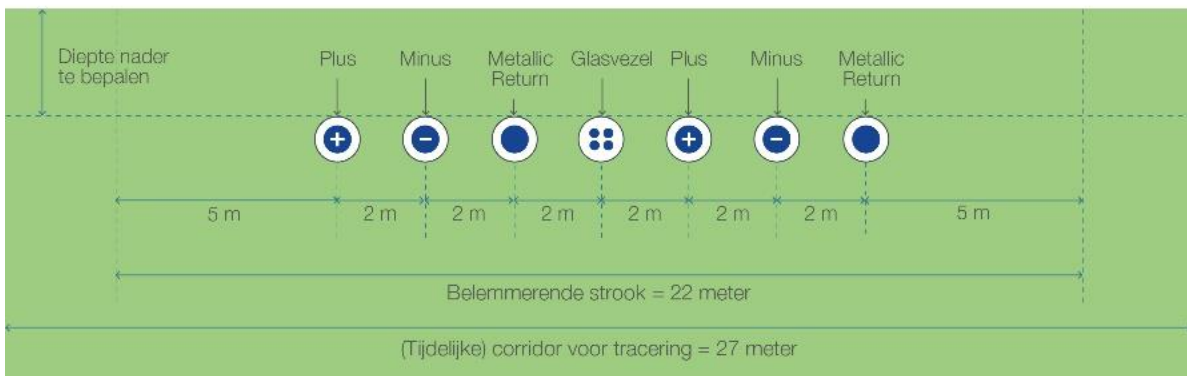 Diepte nader
te bepalen
Plus
Minus
Metallic
Return
Glasvezel
Plus
Minus
Metallic
Return
5 m
2 m
2 m
2 m
2 m
2 m
2 m
5 m
Belemmerende strook = 22 meter
(Tijdelijke) corridor voor tracering = 27 meter